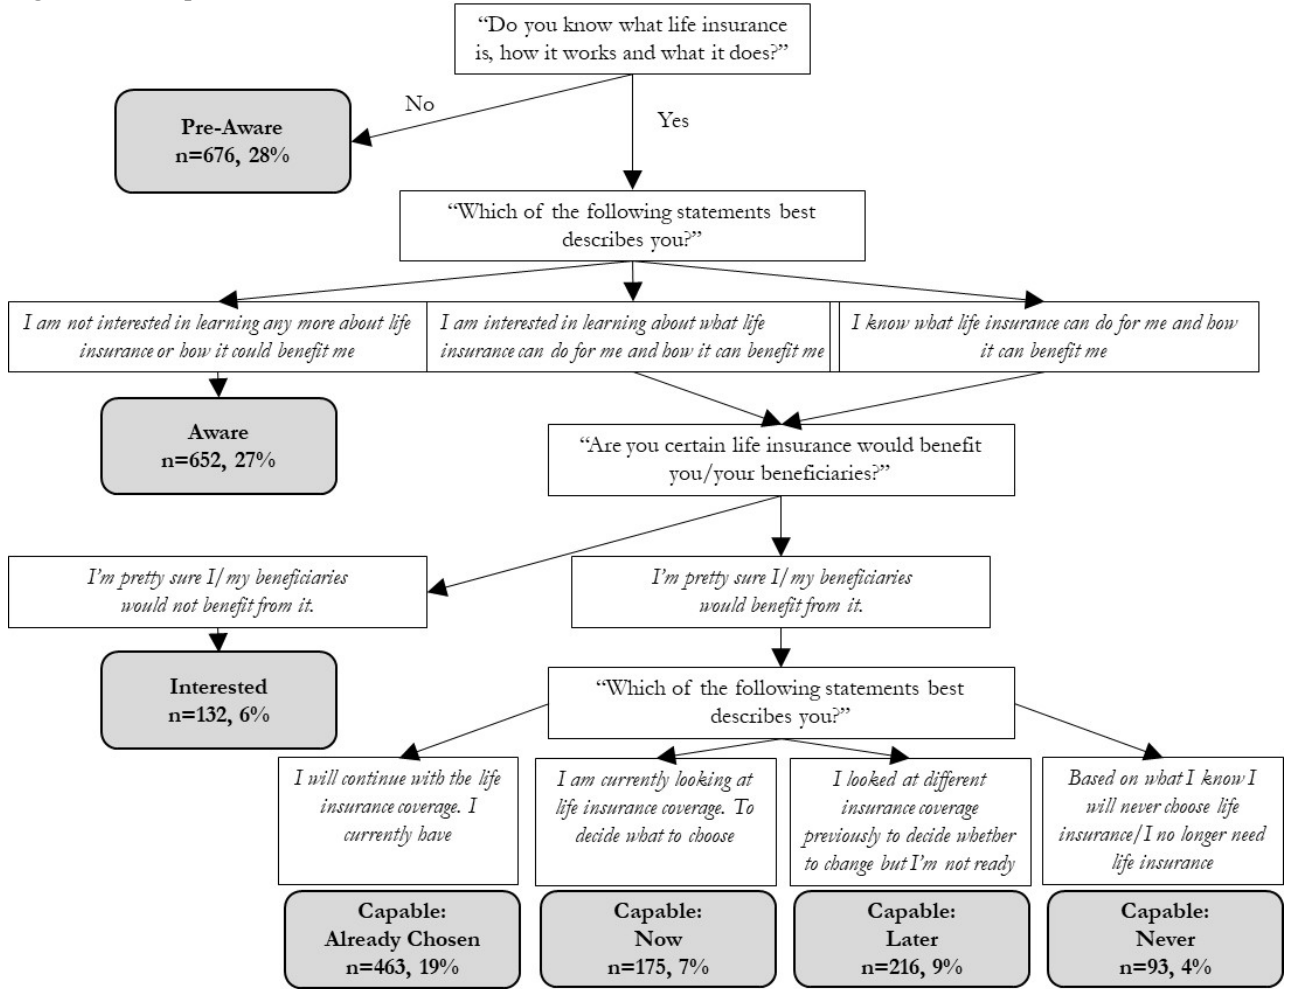 “Do you know what life insurance
is, how it works and what it does?”
No
Yes
Pre-Aware
n=676, 28%
“Which of the following statements best
describes you?”
I am not interested in learning any more about life
insurance or how it could benefit me
I am interested in learning about what life
insurance can do for me and how it can benefit me
I know what life insurance can do for me and how
it can benefit me
Aware
n=652, 27%
“Are you certain life insurance would benefit
you/your beneficiaries?”
I’m pretty sure I/my beneficiaries
would not benefit from it.
I’m pretty sure I/my beneficiaries
would benefit from it.
Interested
n=132, 6%
“Which of the following statements best
describes you?”
I will continue with the life
insurance coverage. I
currently have
I am currently looking at
life insurance coverage. To
decide what to choose
I looked at different
insurance coverage
previously to decide whether
to change but I’m not ready
Based on what I know I
will never choose life
insurance/I no longer need
life insurance
Capable:
Already Chosen
n=463, 19%
Capable:
Now
n=175, 7%
Capable:
Later
n=216, 9%
Capable:
Never
n=93, 4%